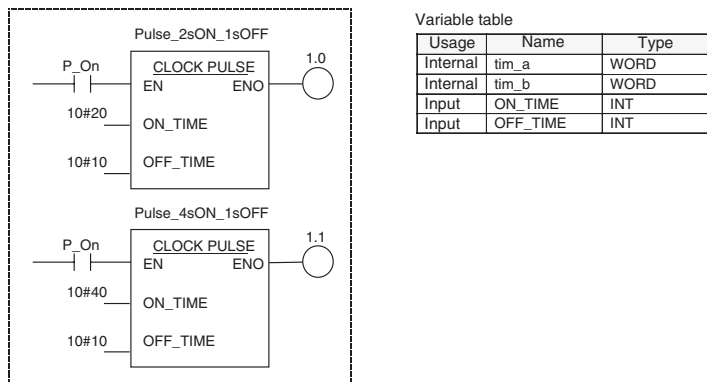 Pulse_2sON_1sOFF
P_On
CLOCK PULSE
1.0
EN ENO
10#20
ON_TIME
10#10
OFF_TIME
Pulse_4sON_1sOFF
P_On
CLOCK PULSE
1.1
EN ENO
10#40
ON_TIME
10#10
OFF_TIME
Variable table
Usage Name Type
Internal tim_a WORD
Internal tim_b WORD
Input ON_TIME INT
Input OFF_TIME INT